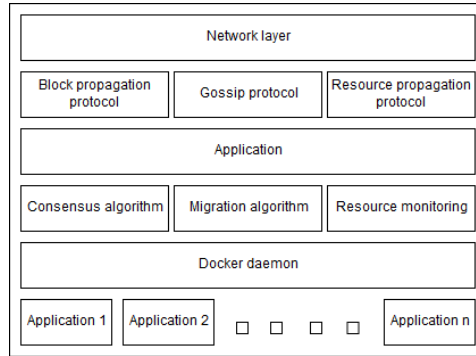 Network layer
Block propagation
protocol
Gossip protocol
Resource propagation
protocol
Application
Consensus algorithm
Migration algorithm
Resource monitoring
Docker daemon
Application 1
Application 2
Application n